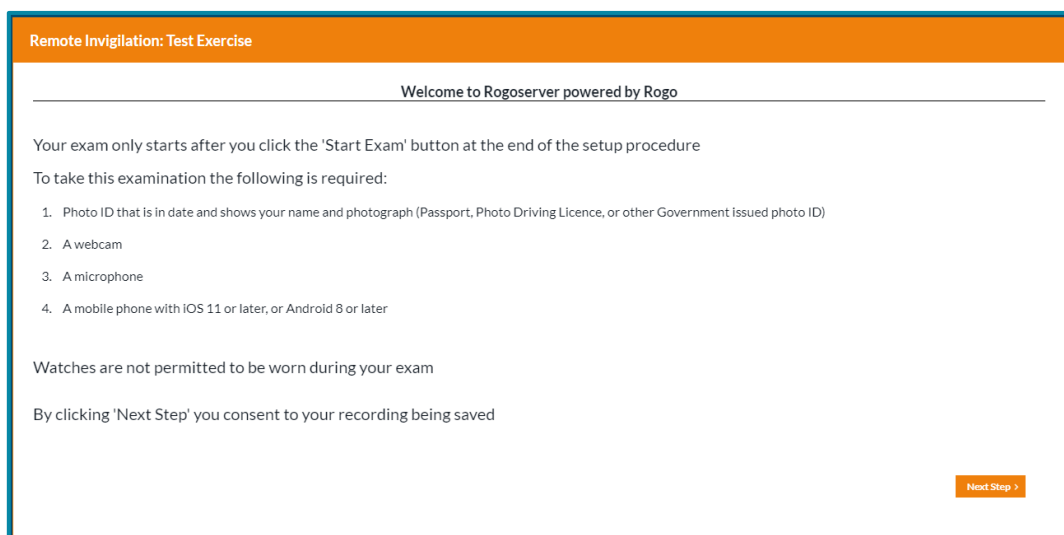 Remote Invigilation: Test Exercise
Welcome to Rogoserver powered by Rogo
Your exam only starts after you click the 'Start Exam' button at the end of the setup procedure
To take this examination the following is required:
1. Photo ID that is in date and shows your name and photograph (Passport, Photo Driving Licence, or other Government issued photo ID)
2. A webcam
3. A microphone
4. A mobile phone with iOS 11 or later, or Android 8 or later
Watches are not permitted to be worn during your exam
By clicking 'Next Step' you consent to your recording being saved
Next Step >